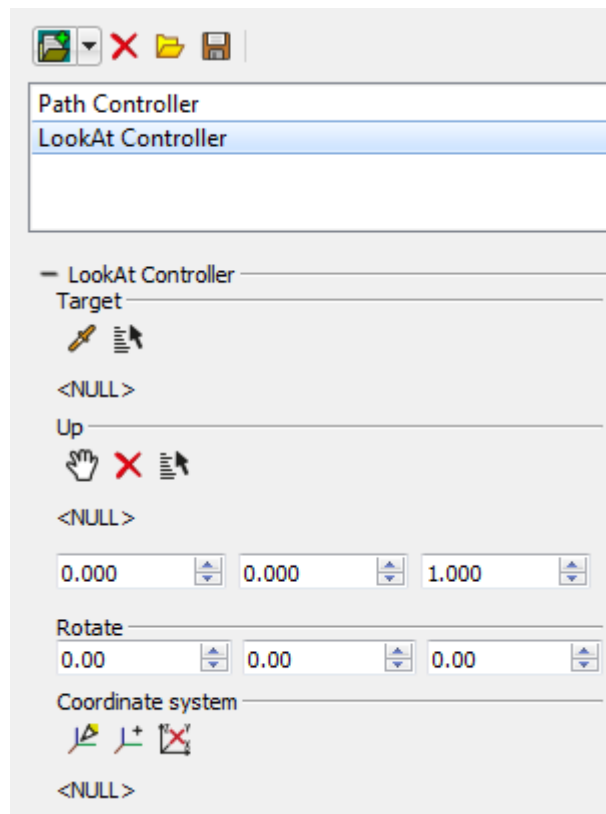 Path Controller
LookAt Controller
LookAt Controller
Target
<NULL>
Up
<NULL>
0.000 0.000 1.000
Rotate
0.00 0.00 0.00
Coordinate system
<NULL>